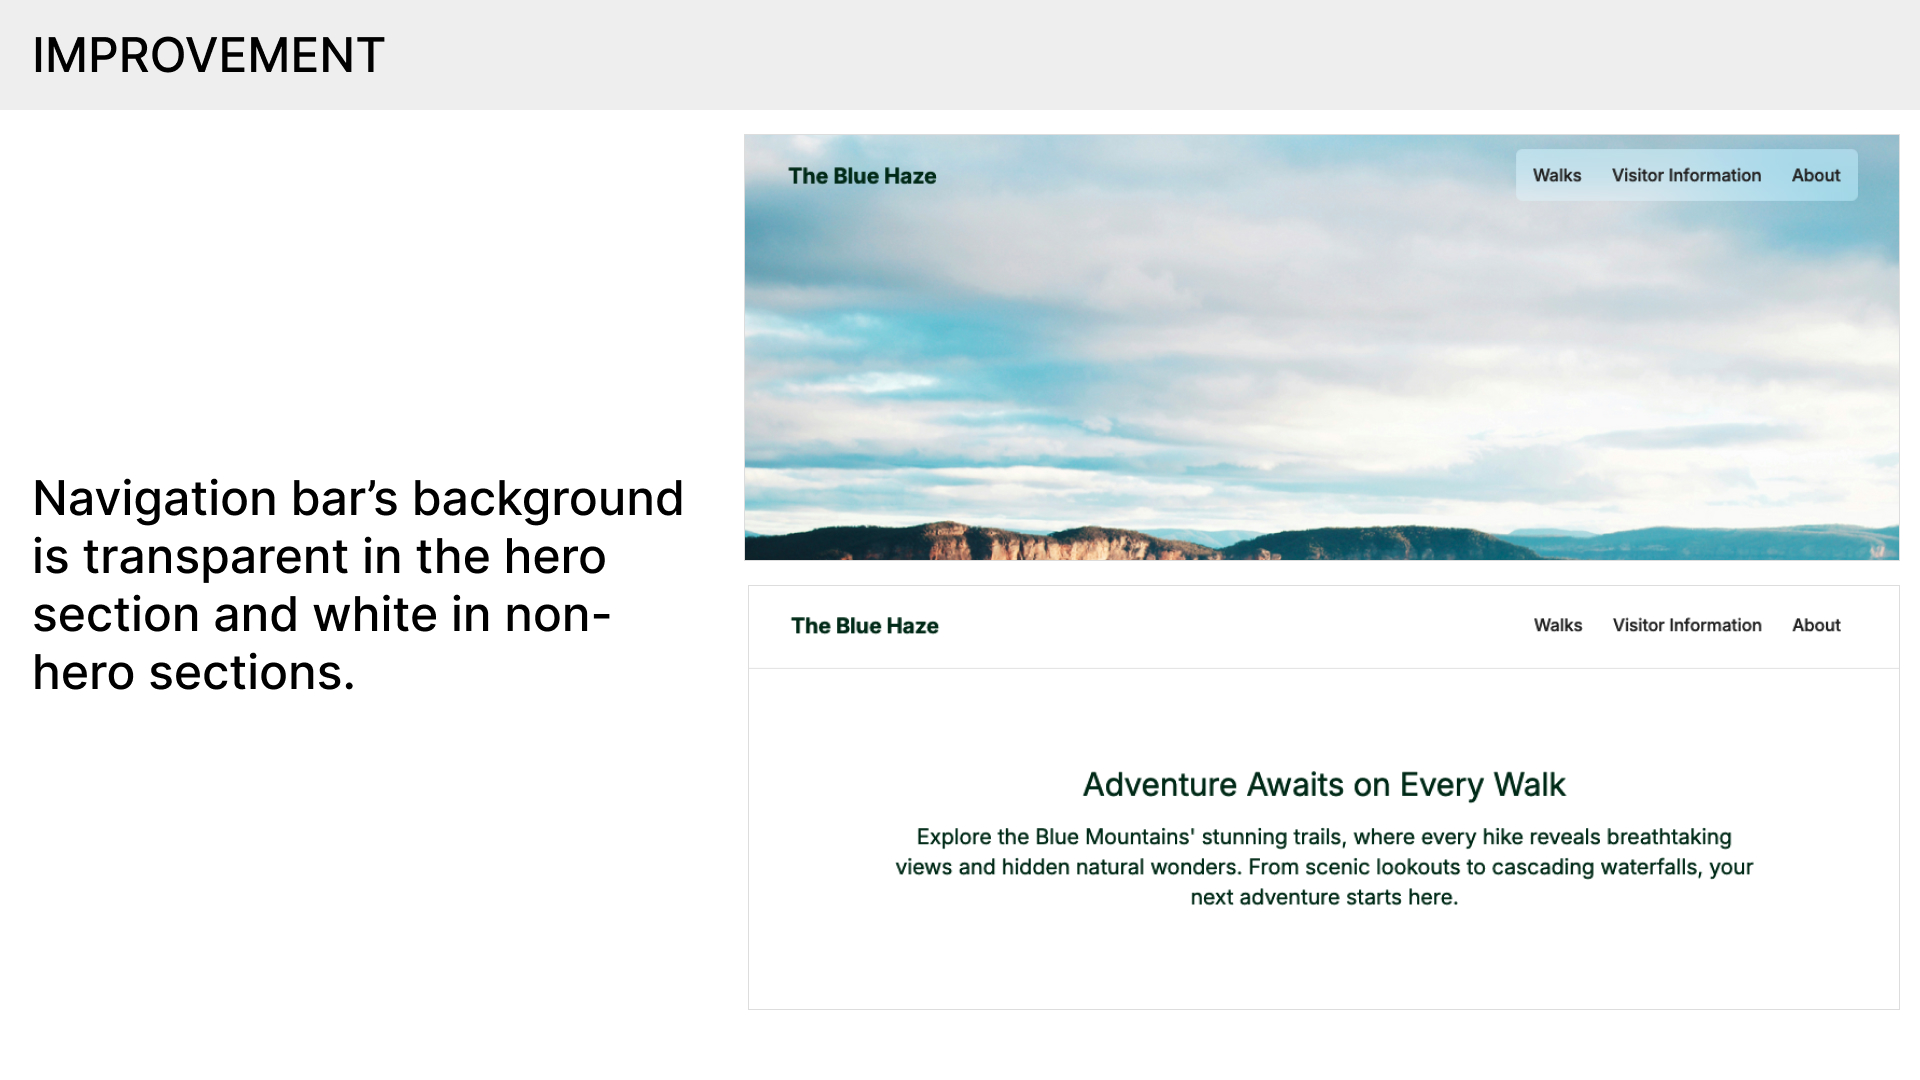 IMPROVEMENT
Navigation bar’s background
is transparent in the hero
section and white in non-
hero sections.
The Blue Haze
Walks Visitor Information About
The Blue Haze
Walks Visitor Information About
Adventure Awaits on Every Walk
Explore the Blue Mountains' stunning trails, where every hike reveals breathtaking
views and hidden natural wonders. From scenic lookouts to cascading waterfalls, your
next adventure starts here.